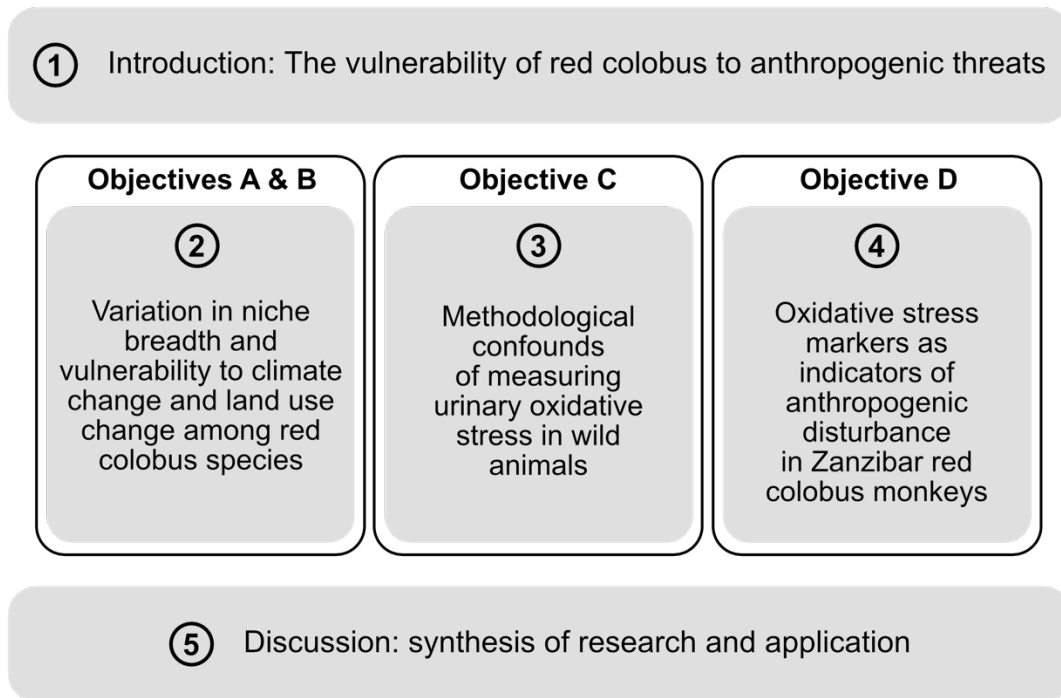 1 Introduction: The vulnerability of red colobus to anthropogenic threats
Objectives A & B
2
Variation in niche
breadth and
vulnerability to climate
change and land use
change among red
colobus species
Objective C
3
Methodological
confounds
of measuring
urinary oxidative
stress in wild
animals
Objective D
4
Oxidative stress
markers as
indicators of
anthropogenic
disturbance
in Zanzibar red
colobus monkeys
5 Discussion: synthesis of research and application